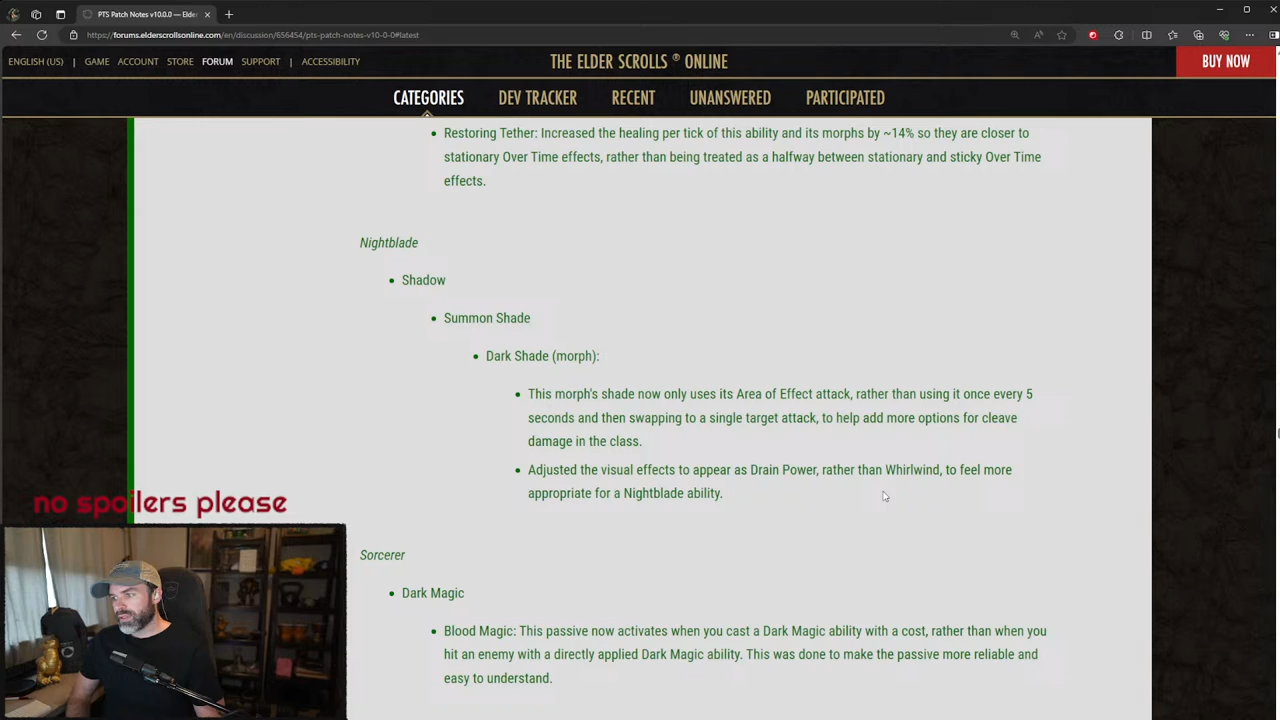 PTS Patch Notes v10.0.0 — Elder
https://forums.elderscrollsonline.com/en/discussion/656454/pts-patch-notes-v10-0-0#latest
ENGLISH (US) | GAME ACCOUNT STORE FORUM SUPPORT | ACCESSIBILITY
THE ELDER SCROLLS ® ONLINE
BUY NOW
CATEGORIES DEV TRACKER RECENT UNANSWERED PARTICIPATED
• Restoring Tether: Increased the healing per tick of this ability and its morphs by ~14% so they are closer to
stationary Over Time effects, rather than being treated as a halfway between stationary and sticky Over Time
effects.
Nightblade
• Shadow
• Summon Shade
• Dark Shade (morph):
• This morph's shade now only uses its Area of Effect attack, rather than using it once every 5
seconds and then swapping to a single target attack, to help add more options for cleave
damage in the class.
• Adjusted the visual effects to appear as Drain Power, rather than Whirlwind, to feel more
appropriate for a Nightblade ability.
no spoilers please
Sorcerer
• Dark Magic
• Blood Magic: This passive now activates when you cast a Dark Magic ability with a cost, rather than when you
hit an enemy with a directly applied Dark Magic ability. This was done to make the passive more reliable and
easy to understand.